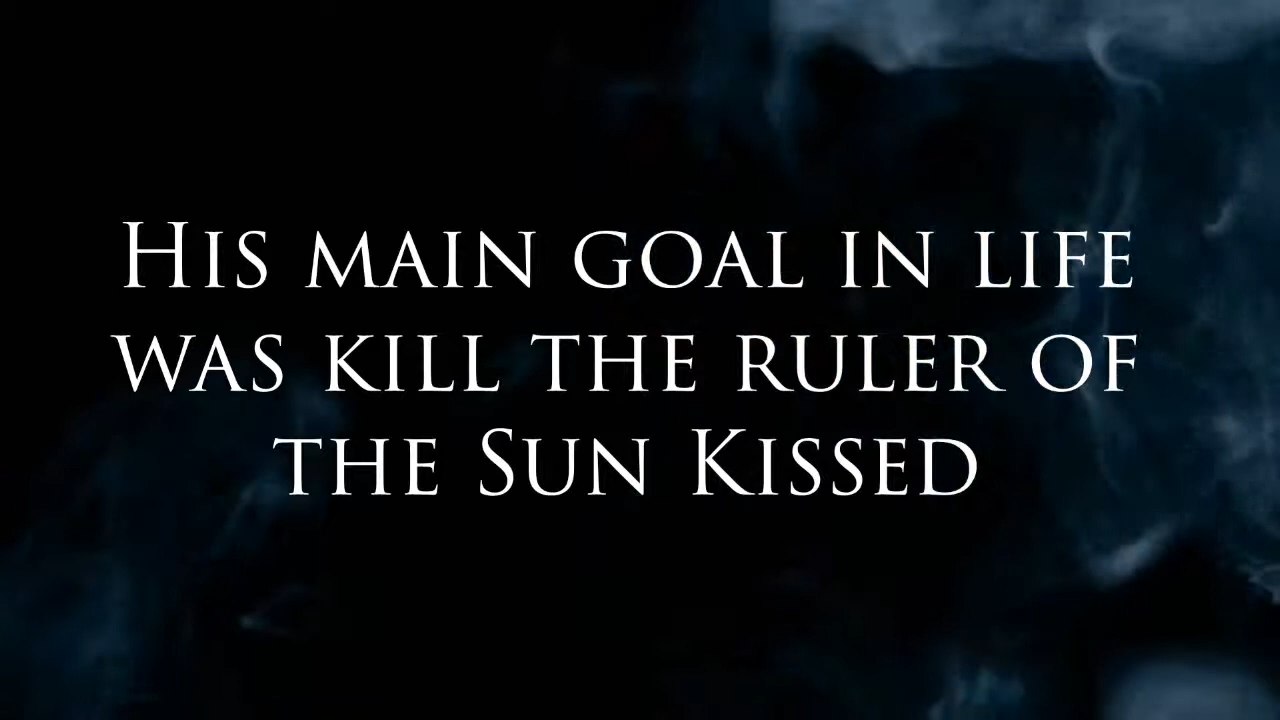 His main goal in life
was kill the ruler of
the Sun Kissed